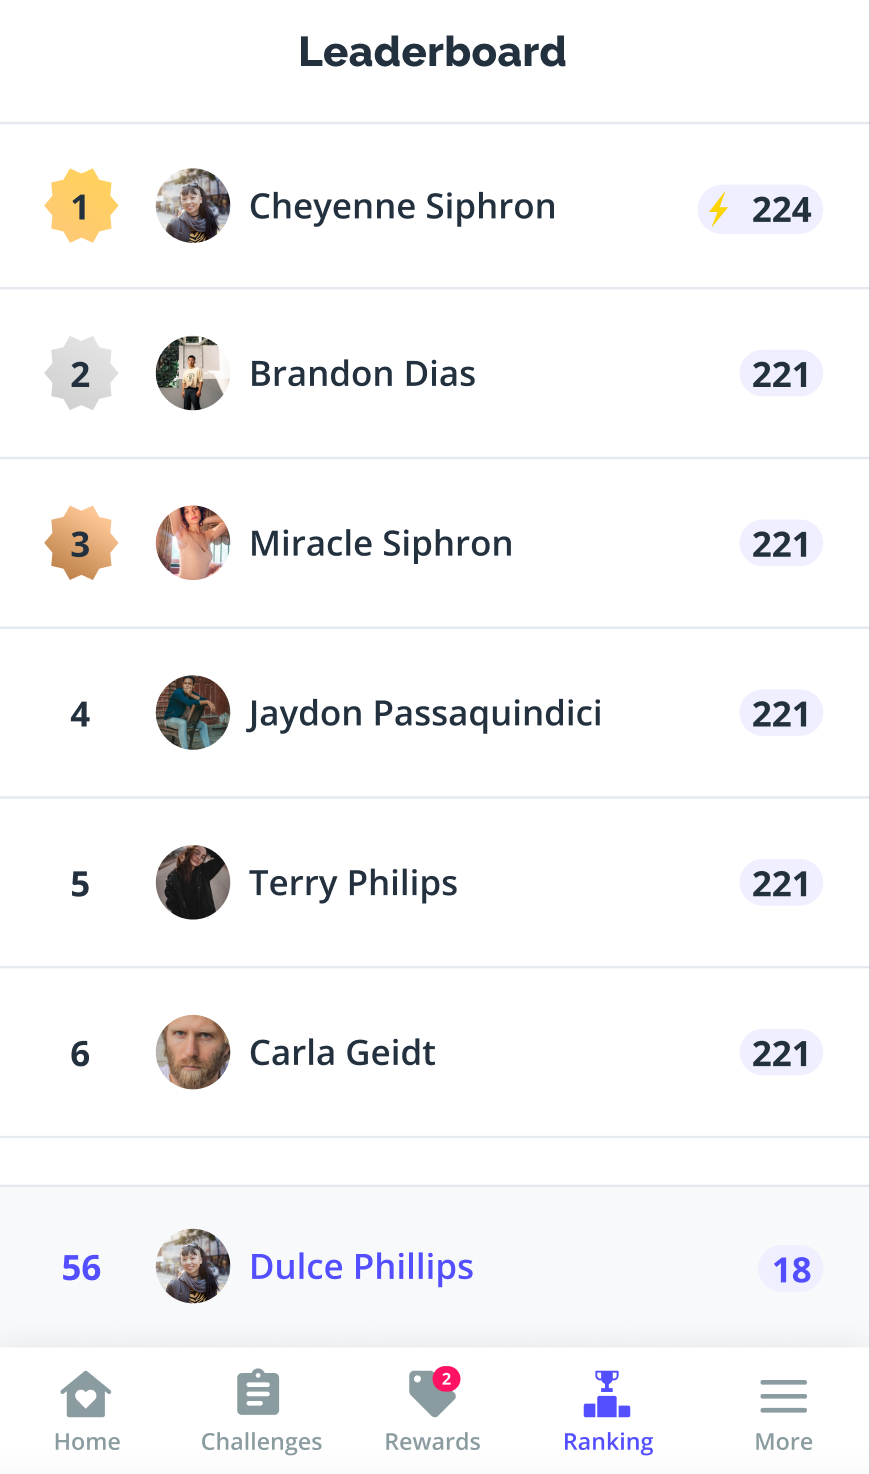 Leaderboard
1 Cheyenne Siphron 224
2 Brandon Dias 221
3 Miracle Siphron 221
4 Jaydon Passaquindici 221
5 Terry Philips 221
6 Carla Geidt 221
56 Dulce Phillips 18
2
Home Challenges Rewards Ranking More